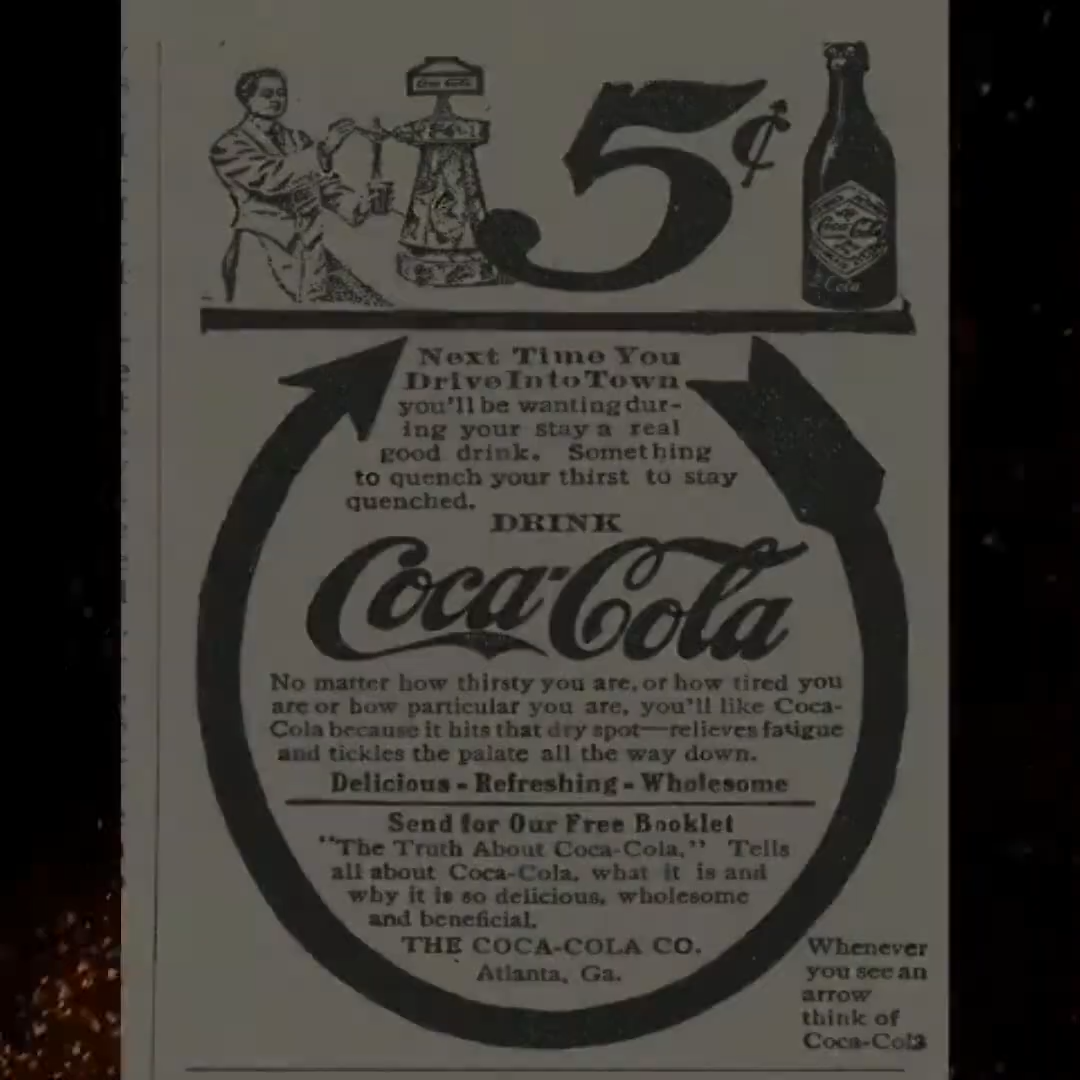 Coca-Cola
5¢
Coca-Cola
Cola
Next Time You
Drive Into Town
you'll be wanting dur-
ing your stay a real
good drink. Something
to quench your thirst to stay
quenched.
DRINK
Coca-Cola
No matter how thirsty you are, or how tired you
are or how particular you are, you'll like Coca-
Cola because it hits that dry spot—relieves fatigue
and tickles the palate all the way down.
Delicious - Refreshing - Wholesome
Send for Our Free Booklet
"The Truth About Coca-Cola," Tells
all about Coca-Cola, what it is and
why it is so delicious, wholesome
and beneficial.
THE COCA-COLA CO.
Atlanta, Ga.
Whenever
you see an
arrow
think of
Coca-Cola